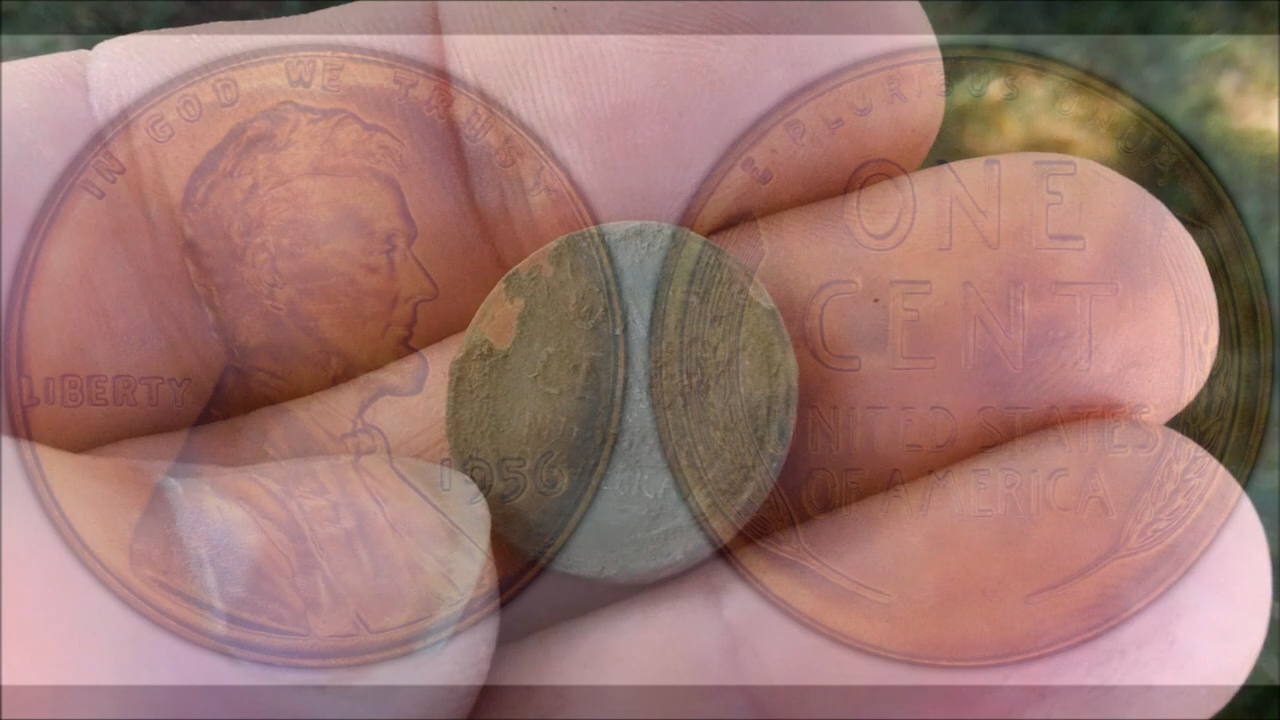 IN GOD WE TRUST
LIBERTY
1956
E·PLURIBUS UNUM
ONE
CENT
UNITED STATES
OF AMERICA